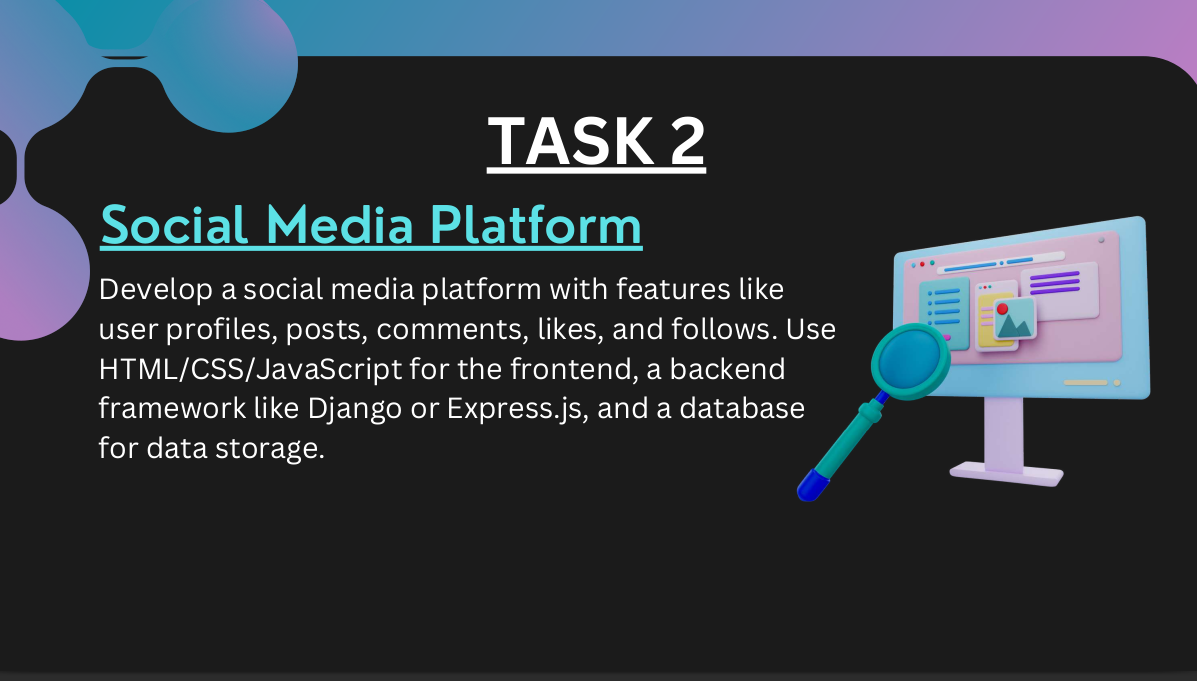 TASK 2
Social Media Platform
Develop a social media platform with features like
user profiles, posts, comments, likes, and follows. Use
HTML/CSS/JavaScript for the frontend, a backend
framework like Django or Express.js, and a database
for data storage.